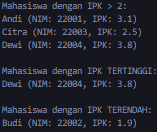 Mahasiswa dengan IPK > 2:
Andi (NIM: 22001, IPK: 3.1)
Citra (NIM: 22003, IPK: 2.5)
Dewi (NIM: 22004, IPK: 3.8)
Mahasiswa dengan IPK TERTINGGI:
Dewi (NIM: 22004, IPK: 3.8)
Mahasiswa dengan IPK TERENDAH:
Budi (NIM: 22002, IPK: 1.9)